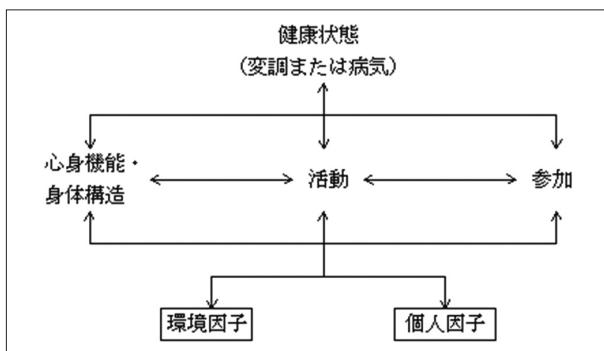 健康状態
（変調または病気）
心身機能・
身体構造
活動
参加
環境因子
個人因子